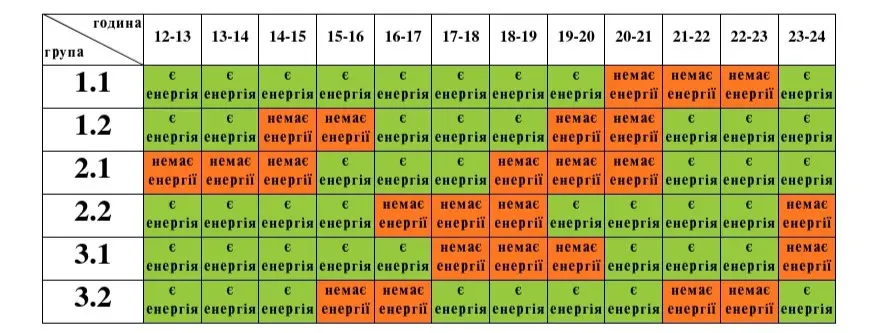 година
група
12-13 13-14 14-15 15-16 16-17 17-18 18-19 19-20 20-21 21-22 22-23 23-24
1.1 є енергія є енергія є енергія є енергія є енергія є енергія є енергія є енергія немає енергії немає енергії немає енергії є енергія
1.2 є енергія є енергія немає енергії немає енергії є енергія є енергія є енергія немає енергії немає енергії є енергія є енергія є енергія
2.1 немає енергії немає енергії немає енергії є енергія є енергія є енергія немає енергії немає енергії немає енергії є енергія є енергія є енергія
2.2 є енергія є енергія є енергія є енергія немає енергії немає енергії немає енергії є енергія є енергія є енергія є енергія немає енергії
3.1 є енергія є енергія є енергія є енергія є енергія немає енергії немає енергії немає енергії є енергія є енергія є енергія немає енергії
3.2 є енергія є енергія є енергія немає енергії немає енергії є енергія є енергія є енергія є енергія немає енергії немає енергії є енергія